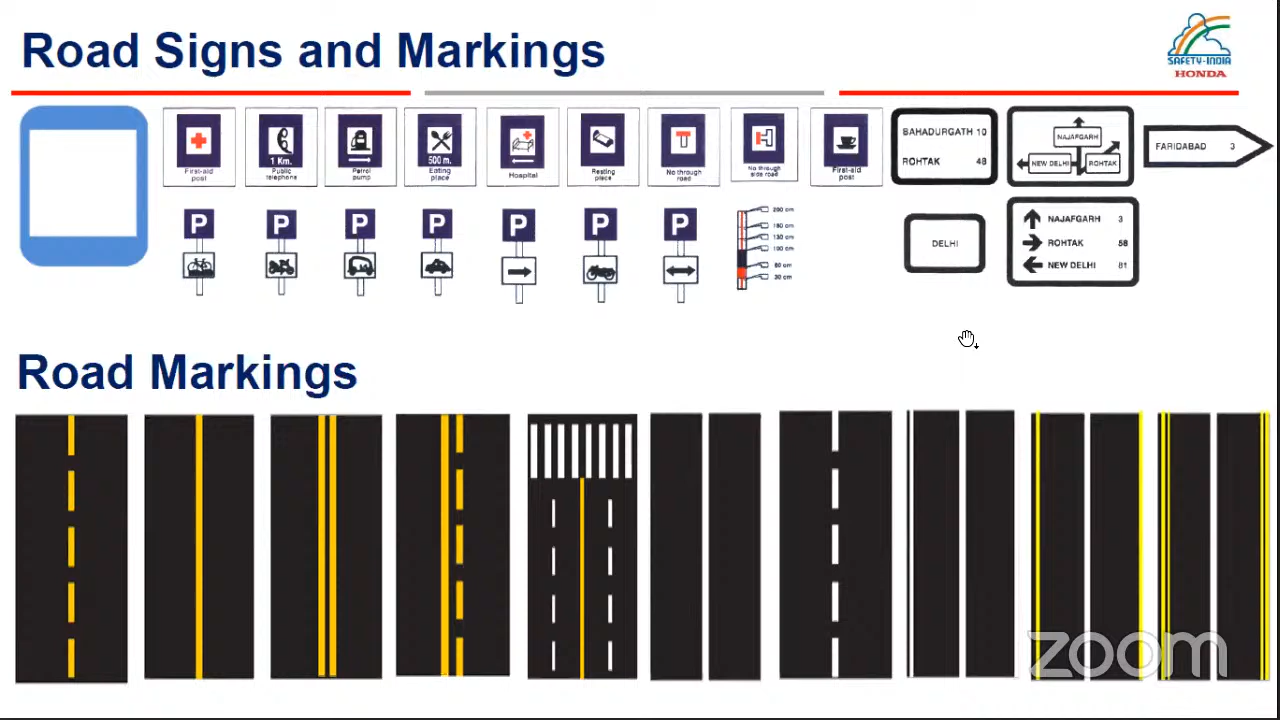 Road Signs and Markings
SAFETY-INDIA
HONDA
First-aid
post
1 Km.
Public
telephone
Petrol
pump
500 m.
Eating
place
Hospital
Resting
place
No through
road
No through
side road
First-aid
post
BAHADURGATH 10
ROHTAK 48
NAJAFGARH
NEW DELHI
ROHTAK
FARIDABAD 3
P
P
P
P
P
P
P
200 cm
160 cm
130 cm
100 cm
60 cm
30 cm
DELHI
NAJAFGARH 3
ROHTAK 58
NEW DELHI 81
Road Markings
zoom